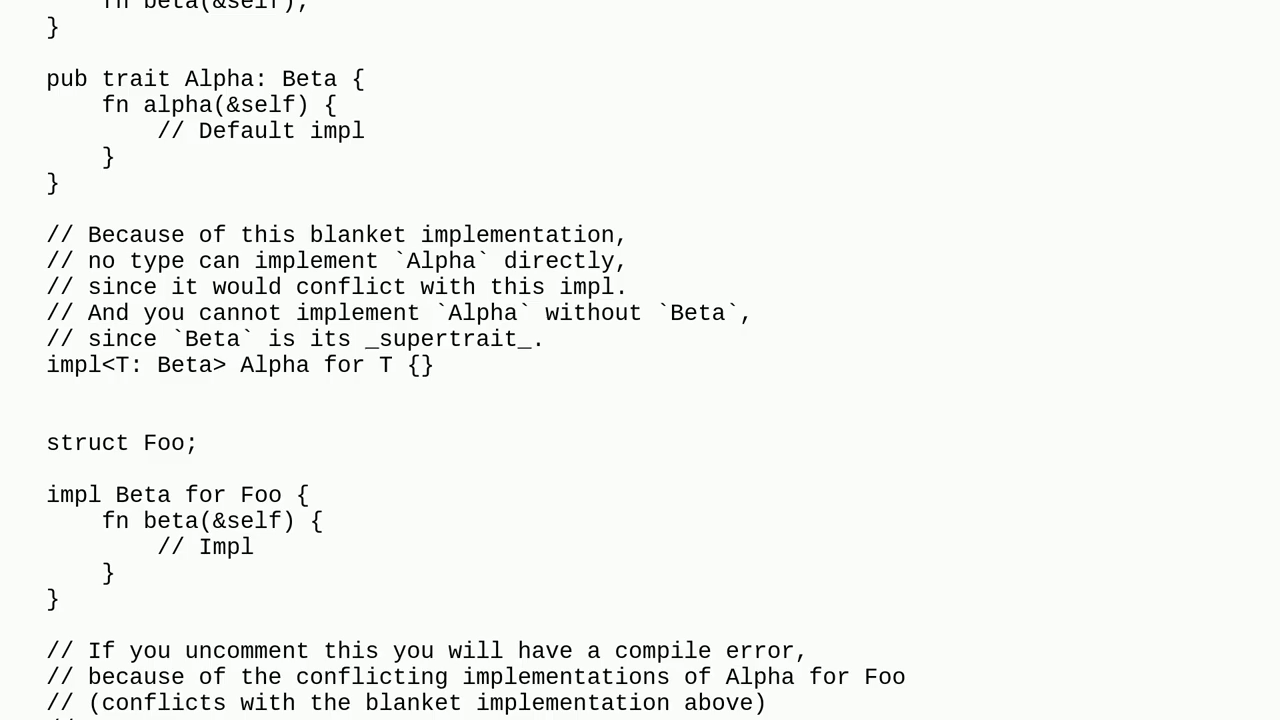 fn beta(&self);
}
pub trait Alpha: Beta {
    fn alpha(&self) {
        // Default impl
    }
}
// Because of this blanket implementation,
// no type can implement `Alpha` directly,
// since it would conflict with this impl.
// And you cannot implement `Alpha` without `Beta`,
// since `Beta` is its _supertrait_.
impl<T: Beta> Alpha for T {}
struct Foo;
impl Beta for Foo {
    fn beta(&self) {
        // Impl
    }
}
// If you uncomment this you will have a compile error,
// because of the conflicting implementations of Alpha for Foo
// (conflicts with the blanket implementation above)
//